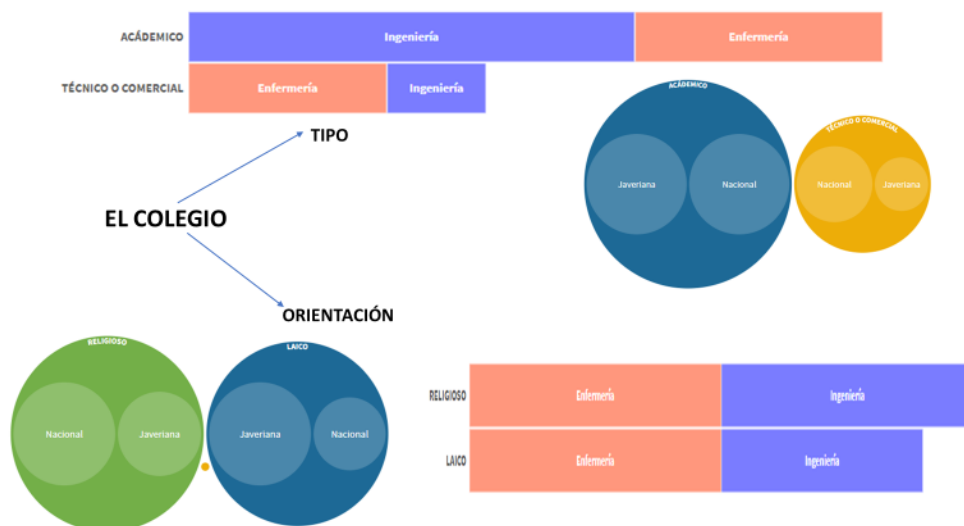 ACÁDEMICO
Ingeniería
Enfermería
TÉCNICO O COMERCIAL
Enfermería
Ingeniería
ACÁDEMICO
Javeriana
Nacional
TÉCNICO O COMERCIAL
Nacional
Javeriana
TIPO
EL COLEGIO
ORIENTACIÓN
RELIGIOSO
Nacional
Javeriana
LAICO
Javeriana
Nacional
RELIGIOSO
Enfermería
Ingeniería
LAICO
Enfermería
Ingeniería